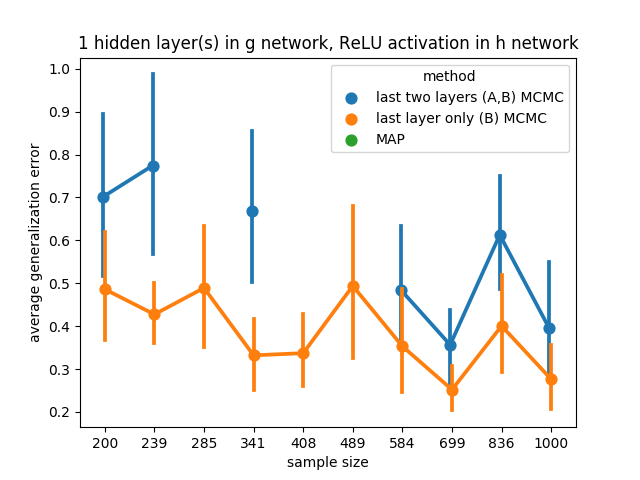 1 hidden layer(s) in g network, ReLU activation in h network
method
last two layers (A,B) MCMC
last layer only (B) MCMC
MAP
average generalization error
1.0
0.9
0.8
0.7
0.6
0.5
0.4
0.3
0.2
200 239 285 341 408 489 584 699 836 1000
sample size